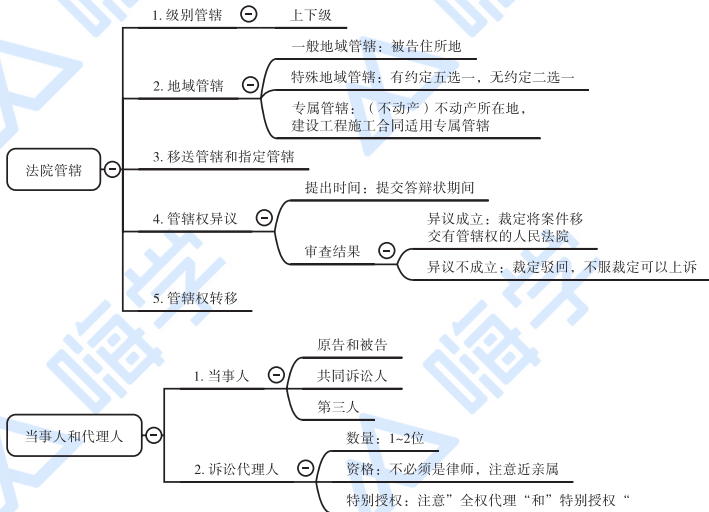 1. 级别管辖
上下级
一般地域管辖：被告住所地
2. 地域管辖
特殊地域管辖：有约定五选一，无约定二选一
专属管辖：（不动产）不动产所在地，
建设工程施工合同适用专属管辖
法院管辖
3. 移送管辖和指定管辖
提出时间：提交答辩状期间
4. 管辖权异议
异议成立：裁定将案件移
交有管辖权的人民法院
审查结果
异议不成立：裁定驳回，不服裁定可以上诉
5. 管辖权转移
原告和被告
1. 当事人
共同诉讼人
第三人
当事人和代理人
数量：1~2位
2. 诉讼代理人
资格：不必须是律师，注意近亲属
特别授权：注意”全权代理“和”特别授权“
嗨学
嗨学
嗨学